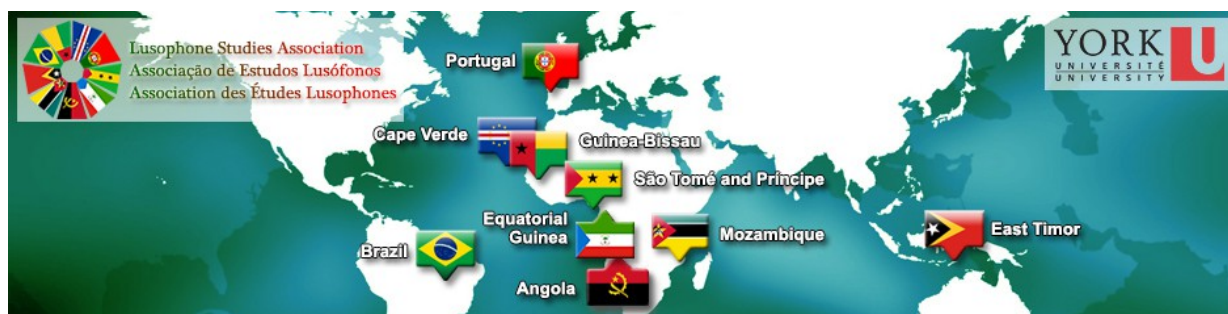 Lusophone Studies Association
Associação de Estudos Lusófonos
Association des Études Lusophones
Portugal
YORK U
UNIVERSITÉ
UNIVERSITY
Cape Verde
Guinea-Bissau
São Tomé and Príncipe
Equatorial
Guinea
Mozambique
East Timor
Brazil
Angola